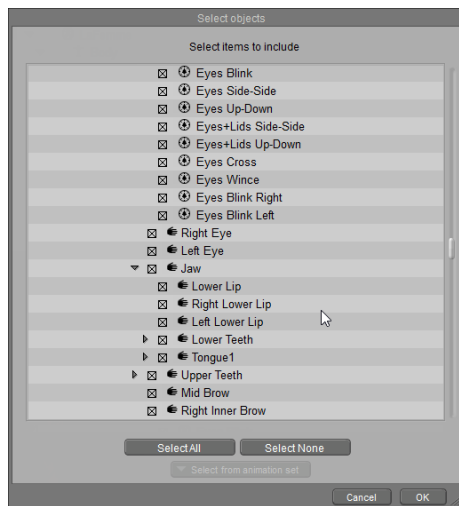 Select objects
Select items to include
Eyes Blink
Eyes Side-Side
Eyes Up-Down
Eyes+Lids Side-Side
Eyes+Lids Up-Down
Eyes Cross
Eyes Wince
Eyes Blink Right
Eyes Blink Left
Right Eye
Left Eye
Jaw
Lower Lip
Right Lower Lip
Left Lower Lip
Lower Teeth
Tongue1
Upper Teeth
Mid Brow
Right Inner Brow
Select All Select None
Select from animation set
Cancel OK